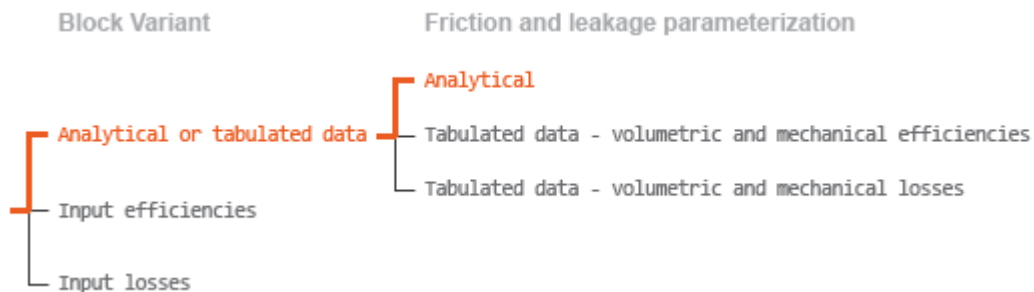 Block Variant
Friction and leakage parameterization
Analytical
Analytical or tabulated data
Tabulated data - volumetric and mechanical efficiencies
Tabulated data - volumetric and mechanical losses
Input efficiencies
Input losses